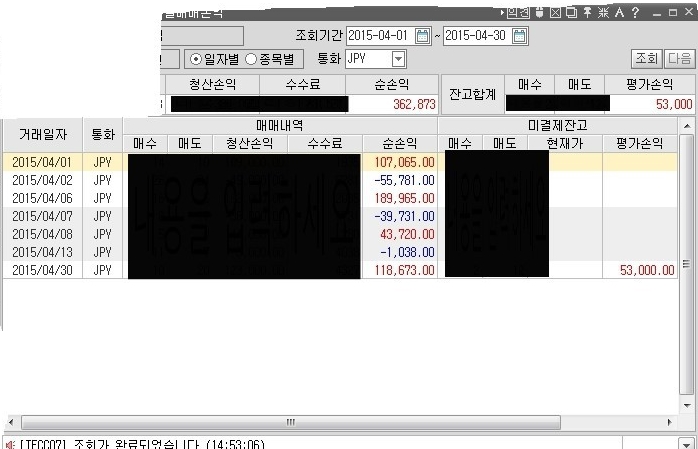 일매매손익
의견
조회기간 2015-04-01 ~ 2015-04-30
일자별 종목별 통화 JPY 조회 다음
청산손익 수수료 순손익 잔고합계 매수 매도 평가손익
362,873 53,000
거래일자 통화 매매내역 미결제잔고
매수 매도 청산손익 수수료 순손익 매수 매도 현재가 평가손익
2015/04/01 JPY 107,065.00
2015/04/02 JPY -55,781.00
2015/04/06 JPY 189,965.00
2015/04/07 JPY -39,731.00
2015/04/08 JPY 43,720.00
2015/04/13 JPY -1,038.00
2015/04/30 JPY 118,673.00 53,000.00
[TFCC07] 조회가 완료되었습니다 (14:53:06)